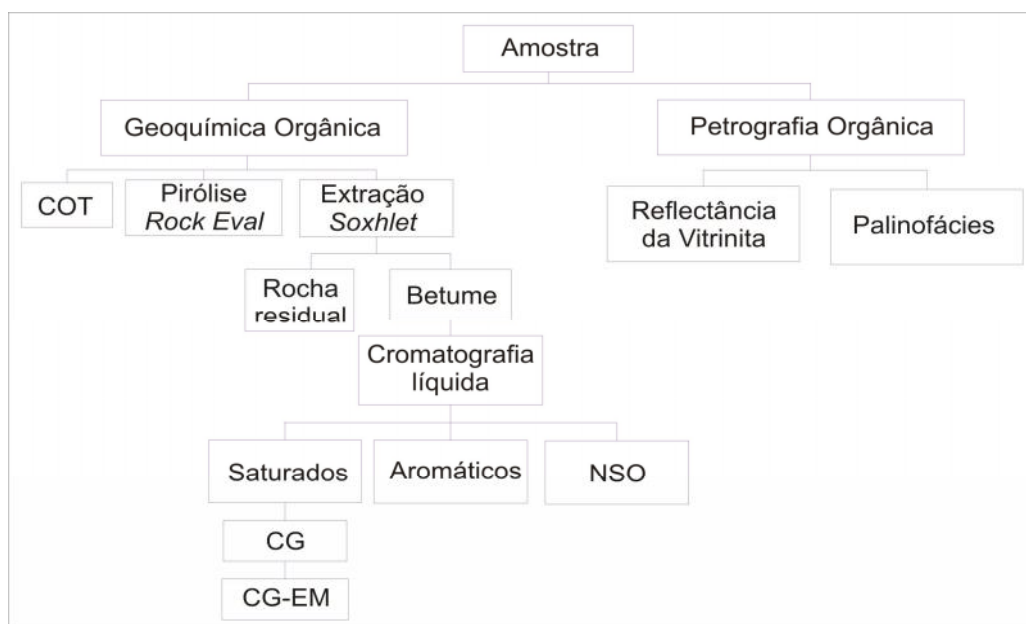 Amostra
Geoquímica Orgânica
Petrografia Orgânica
COT
Pirólise
Rock Eval
Extração
Soxhlet
Reflectância
da Vitrinita
Palinofácies
Rocha
residual
Betume
Cromatografia
líquida
Saturados
Aromáticos
NSO
CG
CG-EM